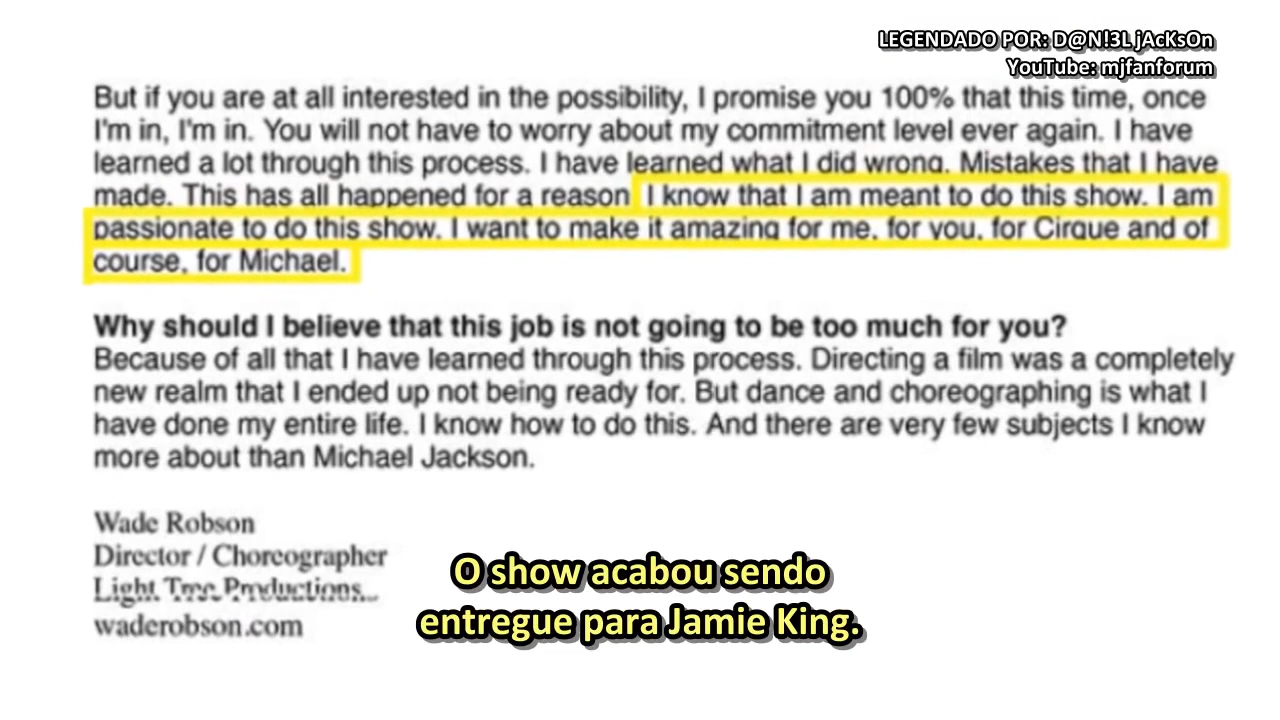 LEGENDADO POR: D@N!3L jAcKsOn
YouTube: mjfanforum
But if you are at all interested in the possibility, I promise you 100% that this time, once
I'm in, I'm in. You will not have to worry about my commitment level ever again. I have
learned a lot through this process. I have learned what I did wrong. Mistakes that I have
made. This has all happened for a reason I know that I am meant to do this show. I am
passionate to do this show. I want to make it amazing for me, for you, for Cirque and of
course, for Michael.
Why should I believe that this job is not going to be too much for you?
Because of all that I have learned through this process. Directing a film was a completely
new realm that I ended up not being ready for. But dance and choreographing is what I
have done my entire life. I know how to do this. And there are very few subjects I know
more about than Michael Jackson.
Wade Robson
Director / Choreographer
Light Tree Productions
waderobson.com
O show acabou sendo
entregue para Jamie King.